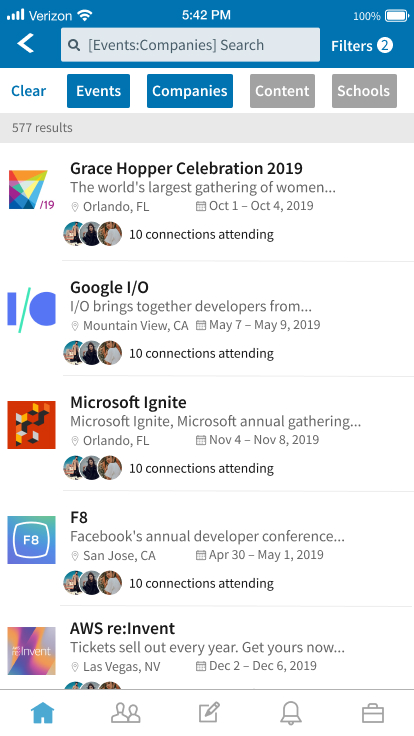 Verizon 5:42 PM 100%
[Events:Companies] Search Filters 2
Clear Events Companies Content Schools
577 results
Grace Hopper Celebration 2019
The world's largest gathering of women...
/19
Orlando, FL Oct 1 – Oct 4, 2019
10 connections attending
Google I/O
I/O brings together developers from...
I/O
Mountain View, CA May 7 – May 9, 2019
10 connections attending
Microsoft Ignite
Microsoft Ignite, Microsoft annual gathering...
Orlando, FL Nov 4 – Nov 8, 2019
10 connections attending
F8
Facebook's annual developer conference...
F8
San Jose, CA Apr 30 – May 1, 2019
10 connections attending
AWS re:Invent
Tickets sell out every year. Get yours now...
re:Invent
Las Vegas, NV Dec 2 – Dec 6, 2019